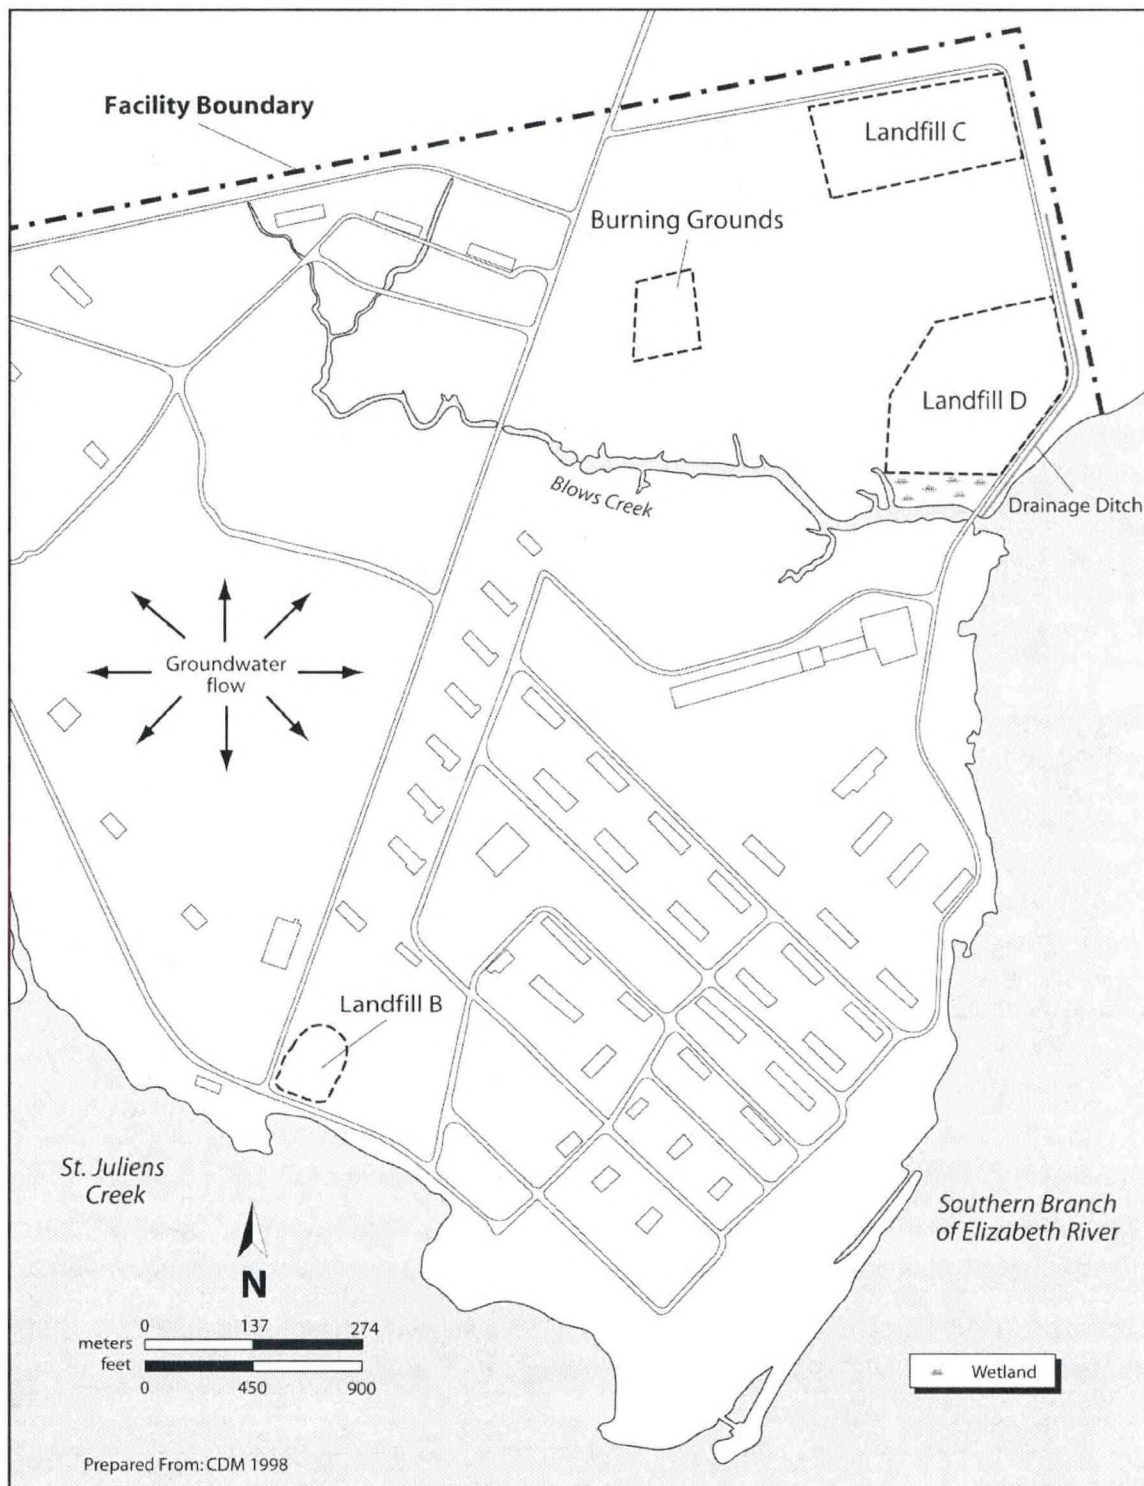 Facility Boundary
Landfill C
Burning Grounds
Landfill D
Blows Creek
Drainage Ditch
Groundwater
flow
Landfill B
St. Juliens
Creek
Southern Branch
of Elizabeth River
N
0 137 274
meters
feet
0 450 900
Wetland
Prepared From: CDM 1998